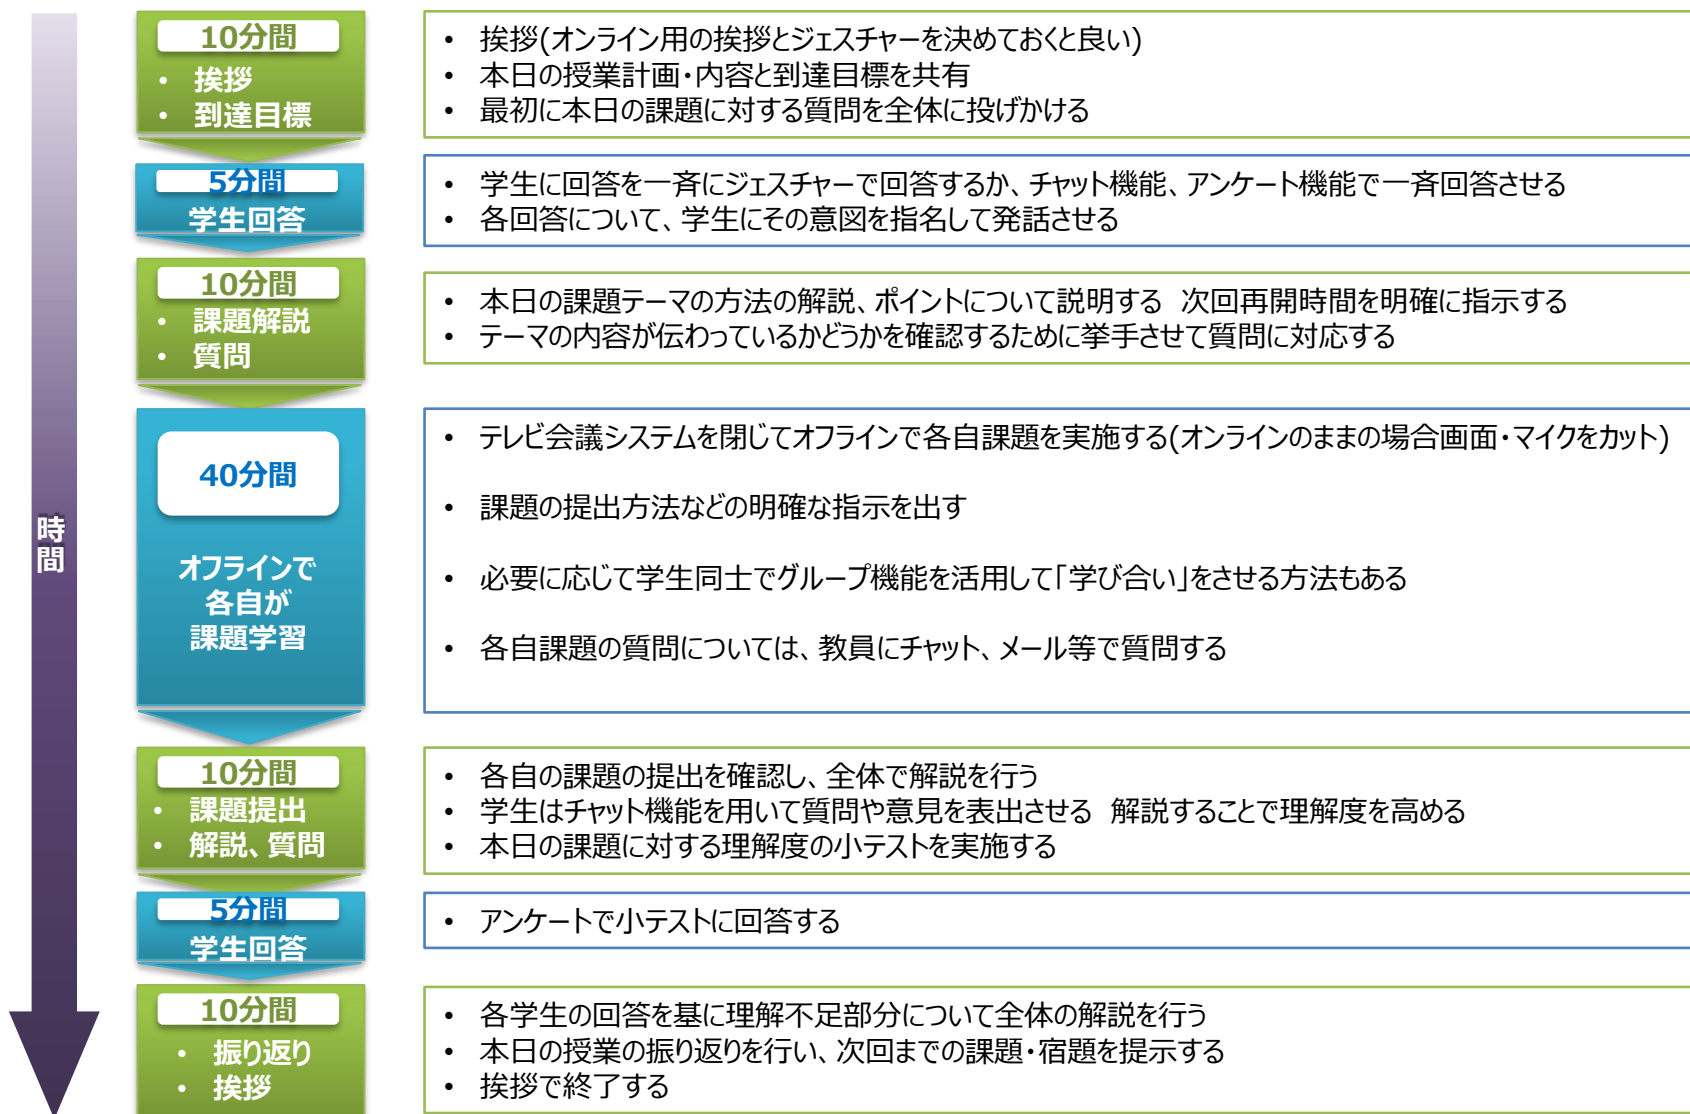 時間
10分間
• 挨拶
• 到達目標
• 挨拶(オンライン用の挨拶とジェスチャーを決めておくと良い)
• 本日の授業計画・内容と到達目標を共有
• 最初に本日の課題に対する質問を全体に投げかける
5分間
学生回答
• 学生に回答を一斉にジェスチャーで回答するか、チャット機能、アンケート機能で一斉回答させる
• 各回答について、学生にその意図を指名して発話させる
10分間
• 課題解説
• 質問
• 本日の課題テーマの方法の解説、ポイントについて説明する 次回再開時間を明確に指示する
• テーマの内容が伝わっているかどうかを確認するために挙手させて質問に対応する
40分間
オフラインで
各自が
課題学習
• テレビ会議システムを閉じてオフラインで各自課題を実施する(オンラインのままの場合画面・マイクをカット)
• 課題の提出方法などの明確な指示を出す
• 必要に応じて学生同士でグループ機能を活用して「学び合い」をさせる方法もある
• 各自課題の質問については、教員にチャット、メール等で質問する
10分間
• 課題提出
• 解説、質問
• 各自の課題の提出を確認し、全体で解説を行う
• 学生はチャット機能を用いて質問や意見を表出させる 解説することで理解度を高める
• 本日の課題に対する理解度の小テストを実施する
5分間
学生回答
• アンケートで小テストに回答する
10分間
• 振り返り
• 挨拶
• 各学生の回答を基に理解不足部分について全体の解説を行う
• 本日の授業の振り返りを行い、次回までの課題・宿題を提示する
• 挨拶で終了する